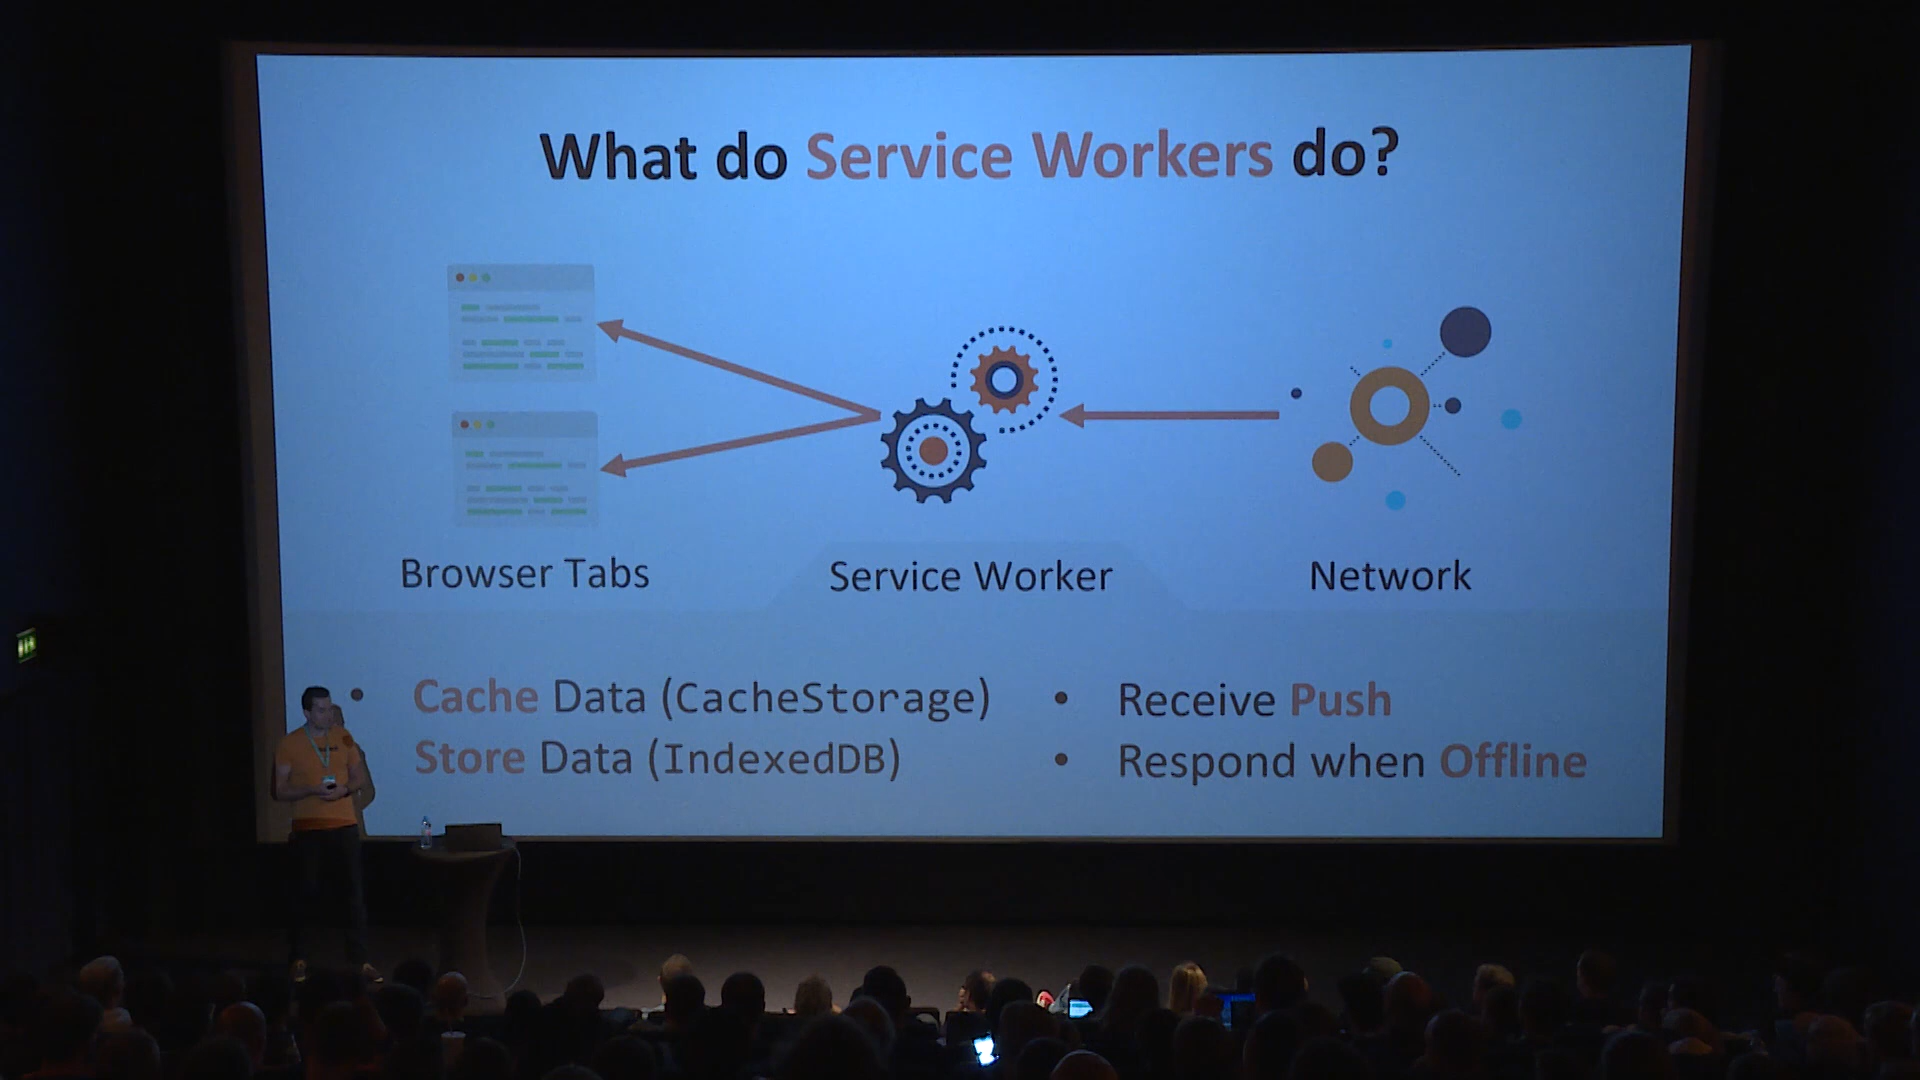 What do Service Workers do?
Browser Tabs
Service Worker
Network
• Cache Data (CacheStorage)
Store Data (IndexedDB)
• Receive Push
• Respond when Offline